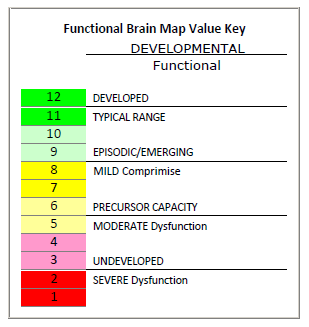 Functional Brain Map Value Key
DEVELOPMENTAL
Functional
12 DEVELOPED
11 TYPICAL RANGE
10
9 EPISODIC/EMERGING
8 MILD Comprimise
7
6 PRECURSOR CAPACITY
5 MODERATE Dysfunction
4
3 UNDEVELOPED
2 SEVERE Dysfunction
1